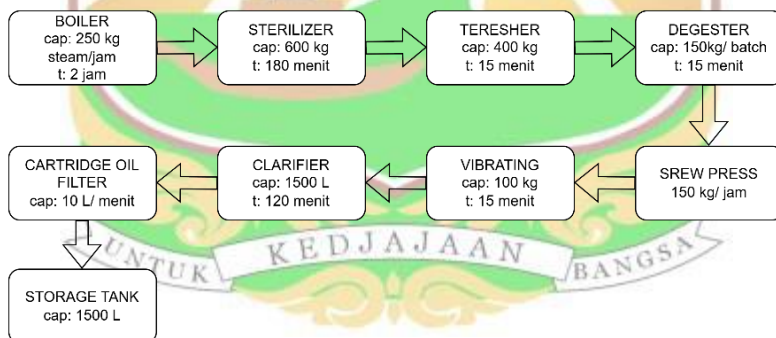 BOILER
cap: 250 kg
steam/jam
t: 2 jam
STERILIZER
cap: 600 kg
t: 180 menit
TERESHER
cap: 400 kg
t: 15 menit
DEGESTER
cap: 150kg/ batch
t: 15 menit
CARTRIDGE OIL
FILTER
cap: 10 L/ menit
CLARIFIER
cap: 1500 L
t: 120 menit
VIBRATING
cap: 100 kg
t: 15 menit
SREW PRESS
150 kg/ jam
UNTUK KEDJAJAAN BANGSA
STORAGE TANK
cap: 1500 L